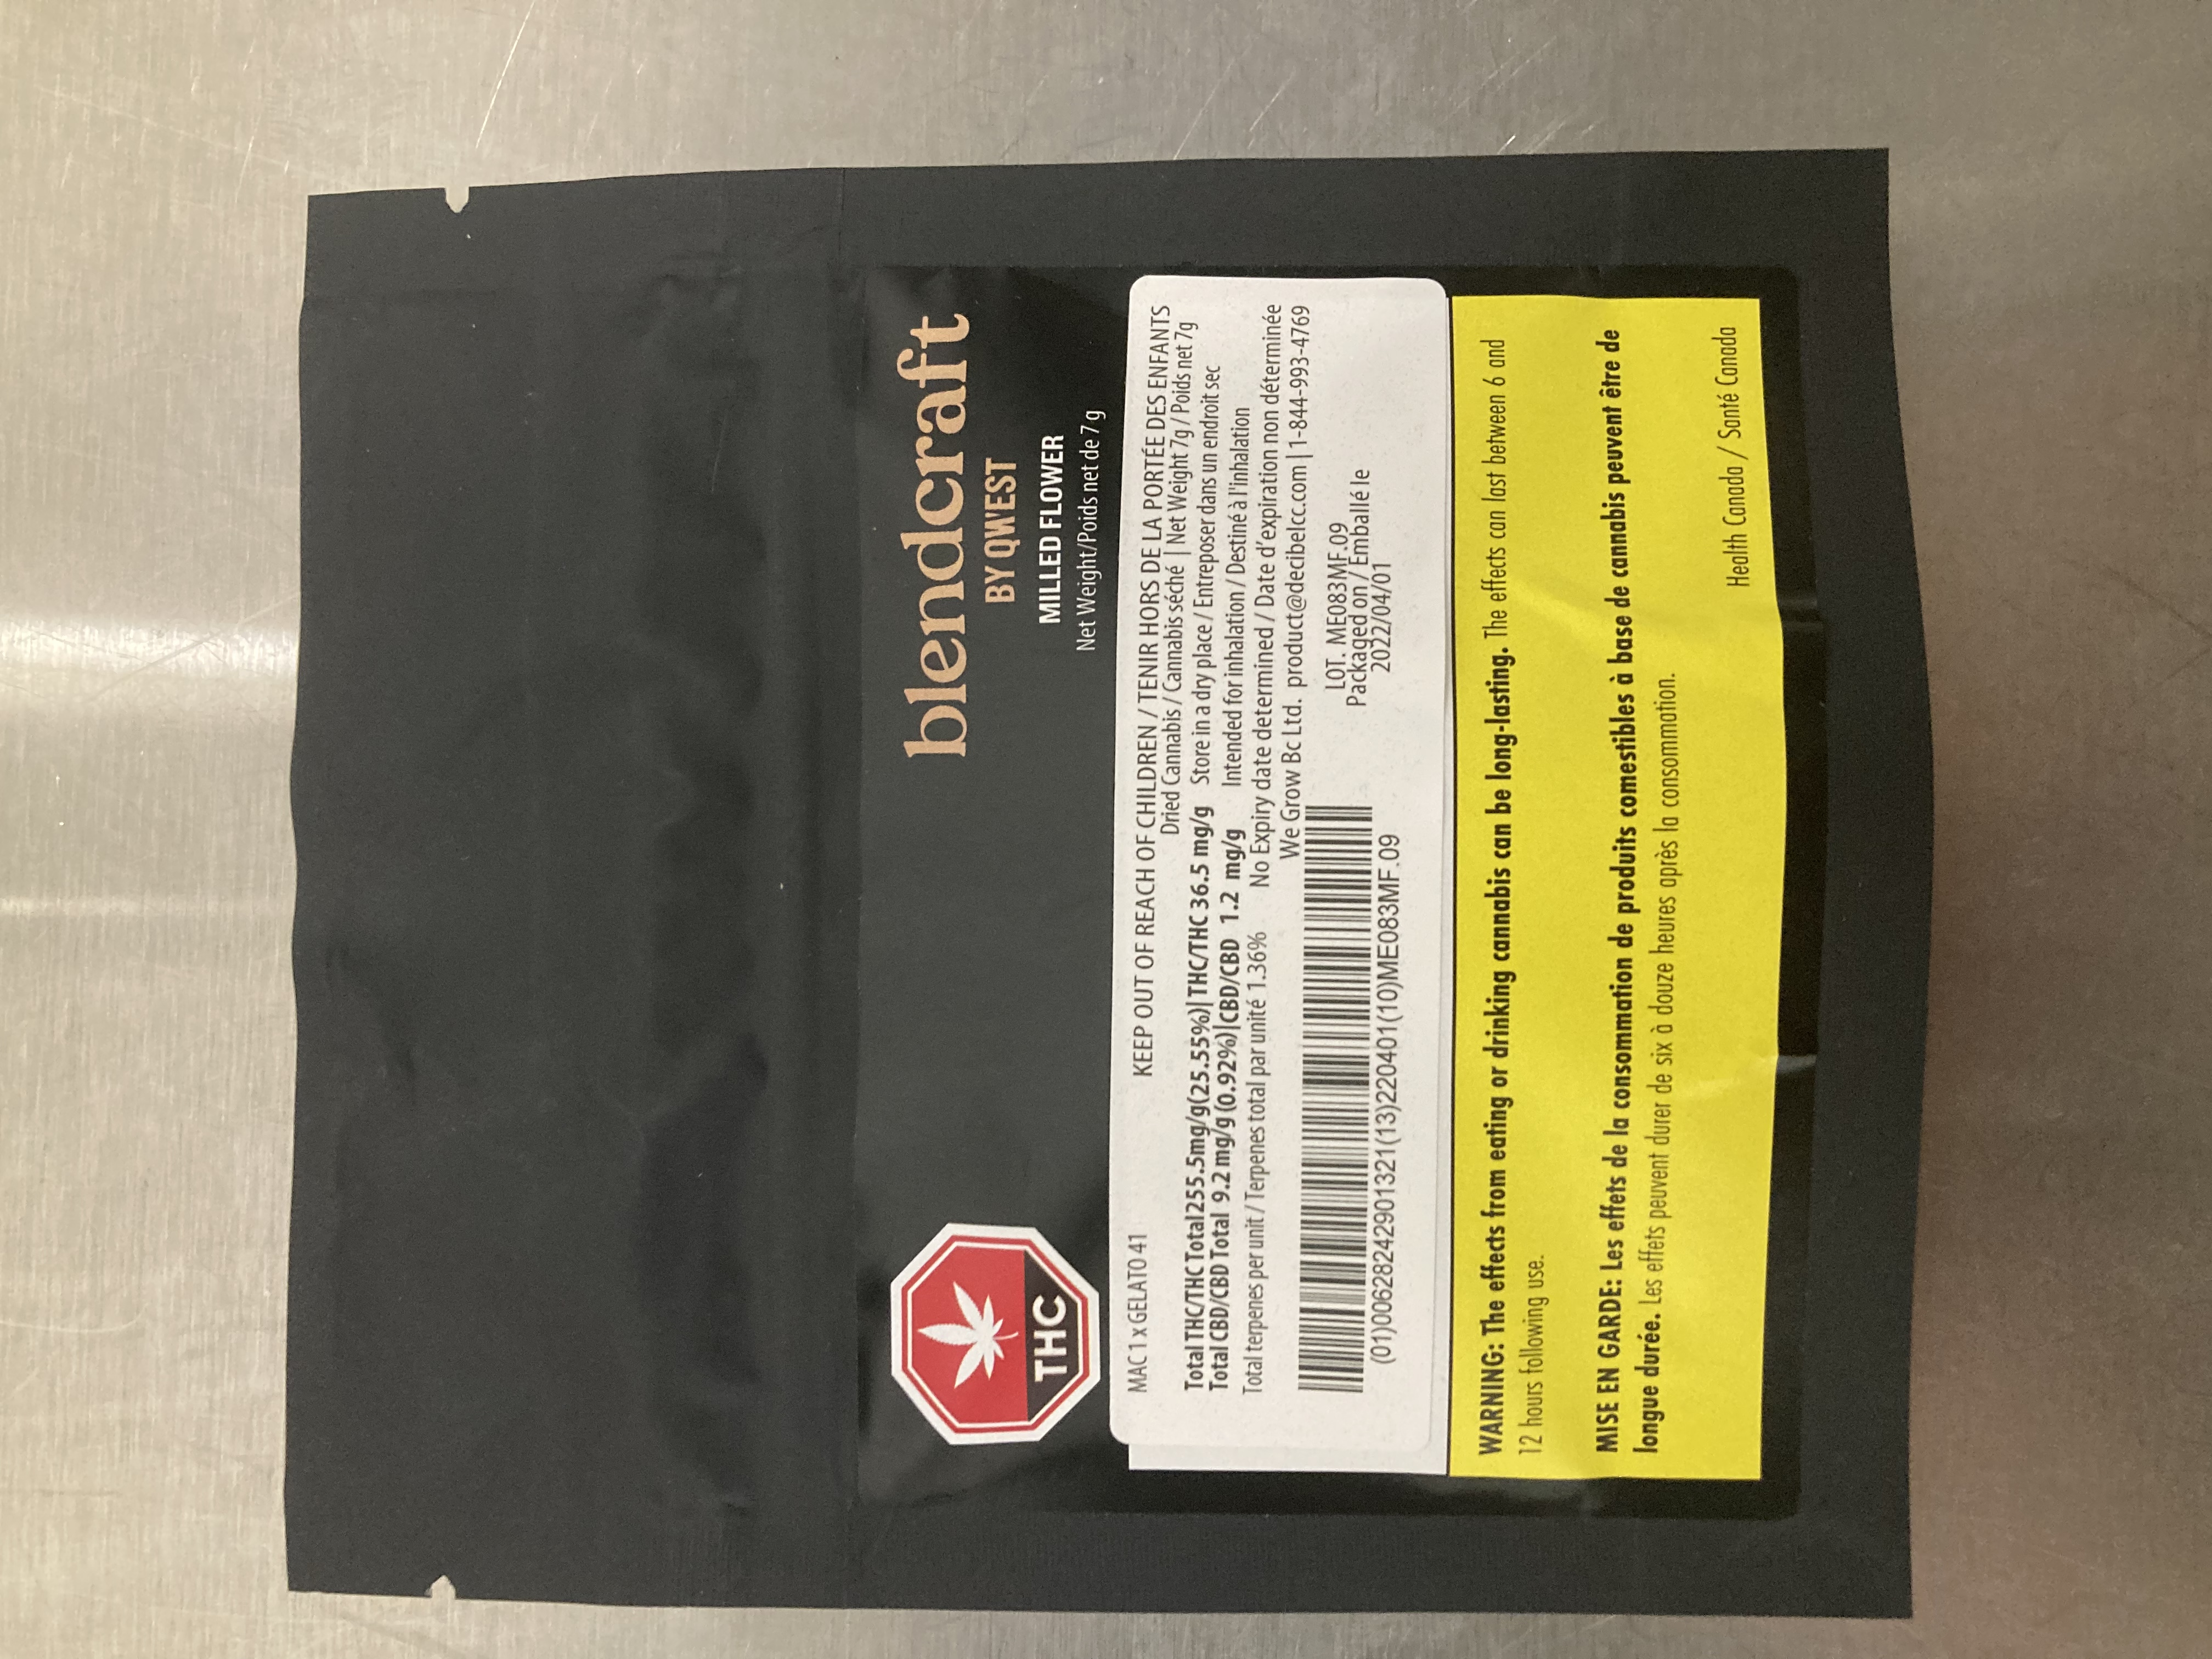 THC
blendcraft
BY QWEST
MILLED FLOWER
Net Weight/Poids net de 7 g
MAC 1 x GELATO 41
KEEP OUT OF REACH OF CHILDREN / TENIR HORS DE LA PORTÉE DES ENFANTS
Dried Cannabis / Cannabis séché | Net Weight 7g / Poids net 7g
Total THC/THC Total 255.5mg/g(25.55%)| THC/THC 36.5 mg/g Store in a dry place / Entreposer dans un endroit sec
Total CBD/CBD Total 9.2 mg/g (0.92%)|CBD/CBD 1.2 mg/g Intended for inhalation / Destiné à l'inhalation
Total terpenes per unit / Terpenes total par unité 1.36% No Expiry date determined / Date d’expiration non déterminée
We Grow Bc Ltd. product@decibelcc.com | 1-844-993-4769
LOT. ME083MF.09
Packaged on / Emballé le
2022/04/01
(01)00628242901321(13)220401(10)ME083MF.09
WARNING: The effects from eating or drinking cannabis can be long-lasting. The effects can last between 6 and
12 hours following use.
MISE EN GARDE: Les effets de la consommation de produits comestibles à base de cannabis peuvent être de
longue durée. Les effets peuvent durer de six à douze heures après la consommation.
Health Canada / Santé Canada